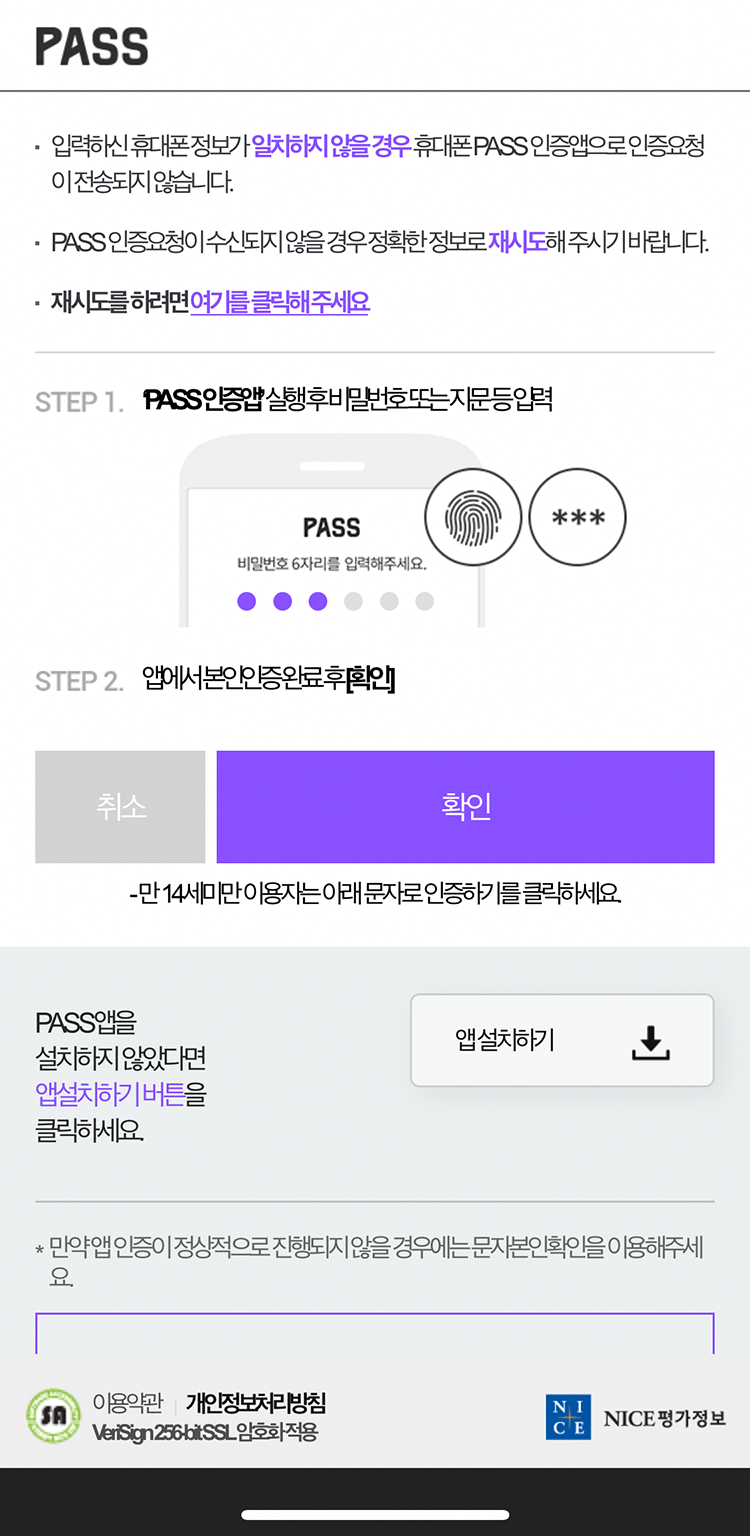 PASS
· 입력하신 휴대폰 정보가 일치하지 않을 경우 휴대폰 PASS 인증앱으로 인증요청
이 전송되지 않습니다.
· PASS 인증요청이 수신되지 않을 경우 정확한 정보로 재시도해 주시기 바랍니다.
· 재시도를 하려면 여기를 클릭해 주세요
STEP 1. 'PASS 인증앱' 실행 후 비밀번호 또는 지문 등 입력
PASS
비밀번호 6자리를 입력해주세요.
***
STEP 2. 앱에서 본인인증 완료 후 [확인]
취소
확인
- 만 14세미만 이용자는 아래 문자로 인증하기를 클릭하세요.
PASS앱을
설치하지 않았다면
앱설치하기 버튼을
클릭하세요.
앱 설치하기
* 만약 앱 인증이 정상적으로 진행되지 않을 경우에는 문자본인확인을 이용해주세
요.
SA
이용약관 | 개인정보처리방침
VeriSign 256-bit SSL 암호화 적용
NI
CE
NICE평가정보